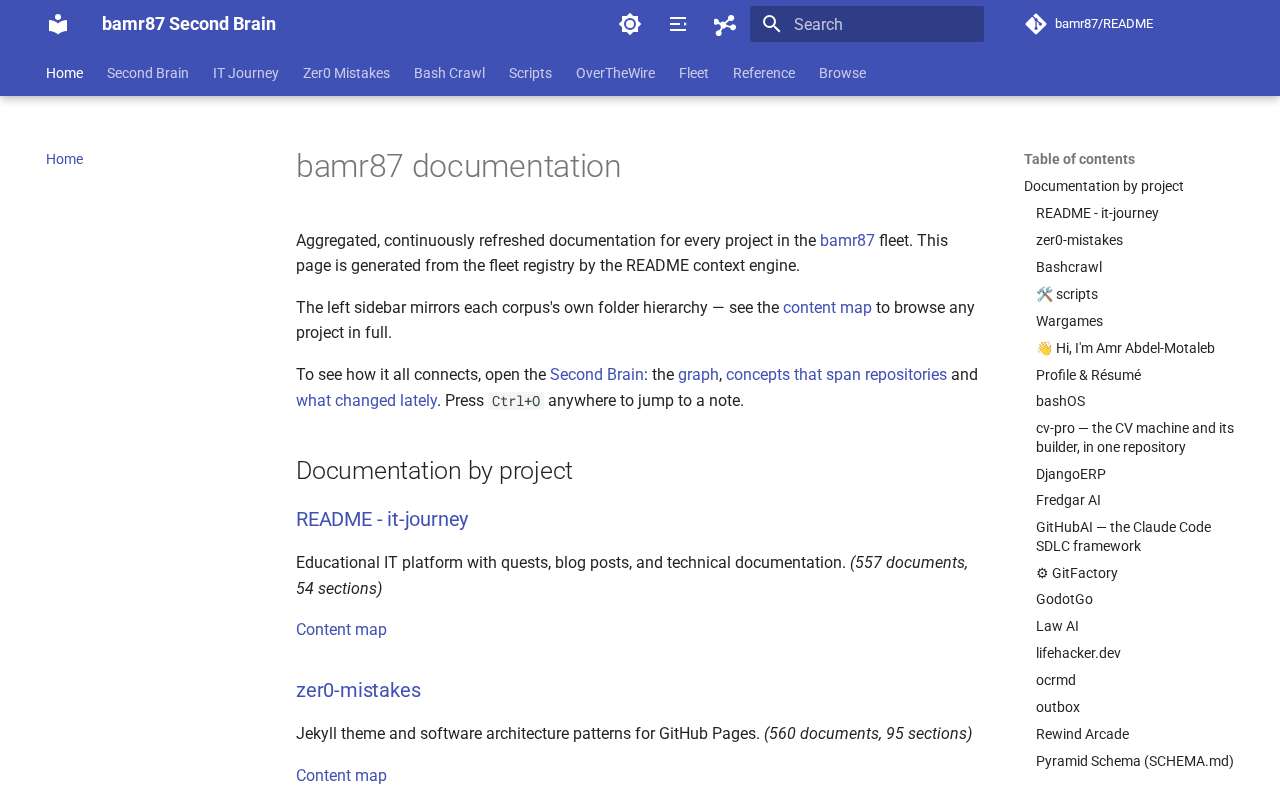 bamr87 Second Brain
Search
bamr87/README
Home
Second Brain
IT Journey
Zer0 Mistakes
Bash Crawl
Scripts
OverTheWire
Fleet
Reference
Browse
Home
bamr87 documentation
Aggregated, continuously refreshed documentation for every project in the bamr87 fleet. This
page is generated from the fleet registry by the README context engine.
The left sidebar mirrors each corpus's own folder hierarchy — see the content map to browse any
project in full.
To see how it all connects, open the Second Brain: the graph, concepts that span repositories and
what changed lately. Press Ctrl+O anywhere to jump to a note.
Documentation by project
README - it-journey
Educational IT platform with quests, blog posts, and technical documentation. (557 documents,
54 sections)
Content map
zer0-mistakes
Jekyll theme and software architecture patterns for GitHub Pages. (560 documents, 95 sections)
Content map
Table of contents
Documentation by project
README - it-journey
zer0-mistakes
Bashcrawl
🛠️ scripts
Wargames
👋 Hi, I'm Amr Abdel-Motaleb
Profile & Résumé
bashOS
cv-pro — the CV machine and its
builder, in one repository
DjangoERP
Fredgar AI
GitHubAI — the Claude Code
SDLC framework
⚙ GitFactory
GodotGo
Law AI
lifehacker.dev
ocrmd
outbox
Rewind Arcade
Pyramid Schema (SCHEMA.md)